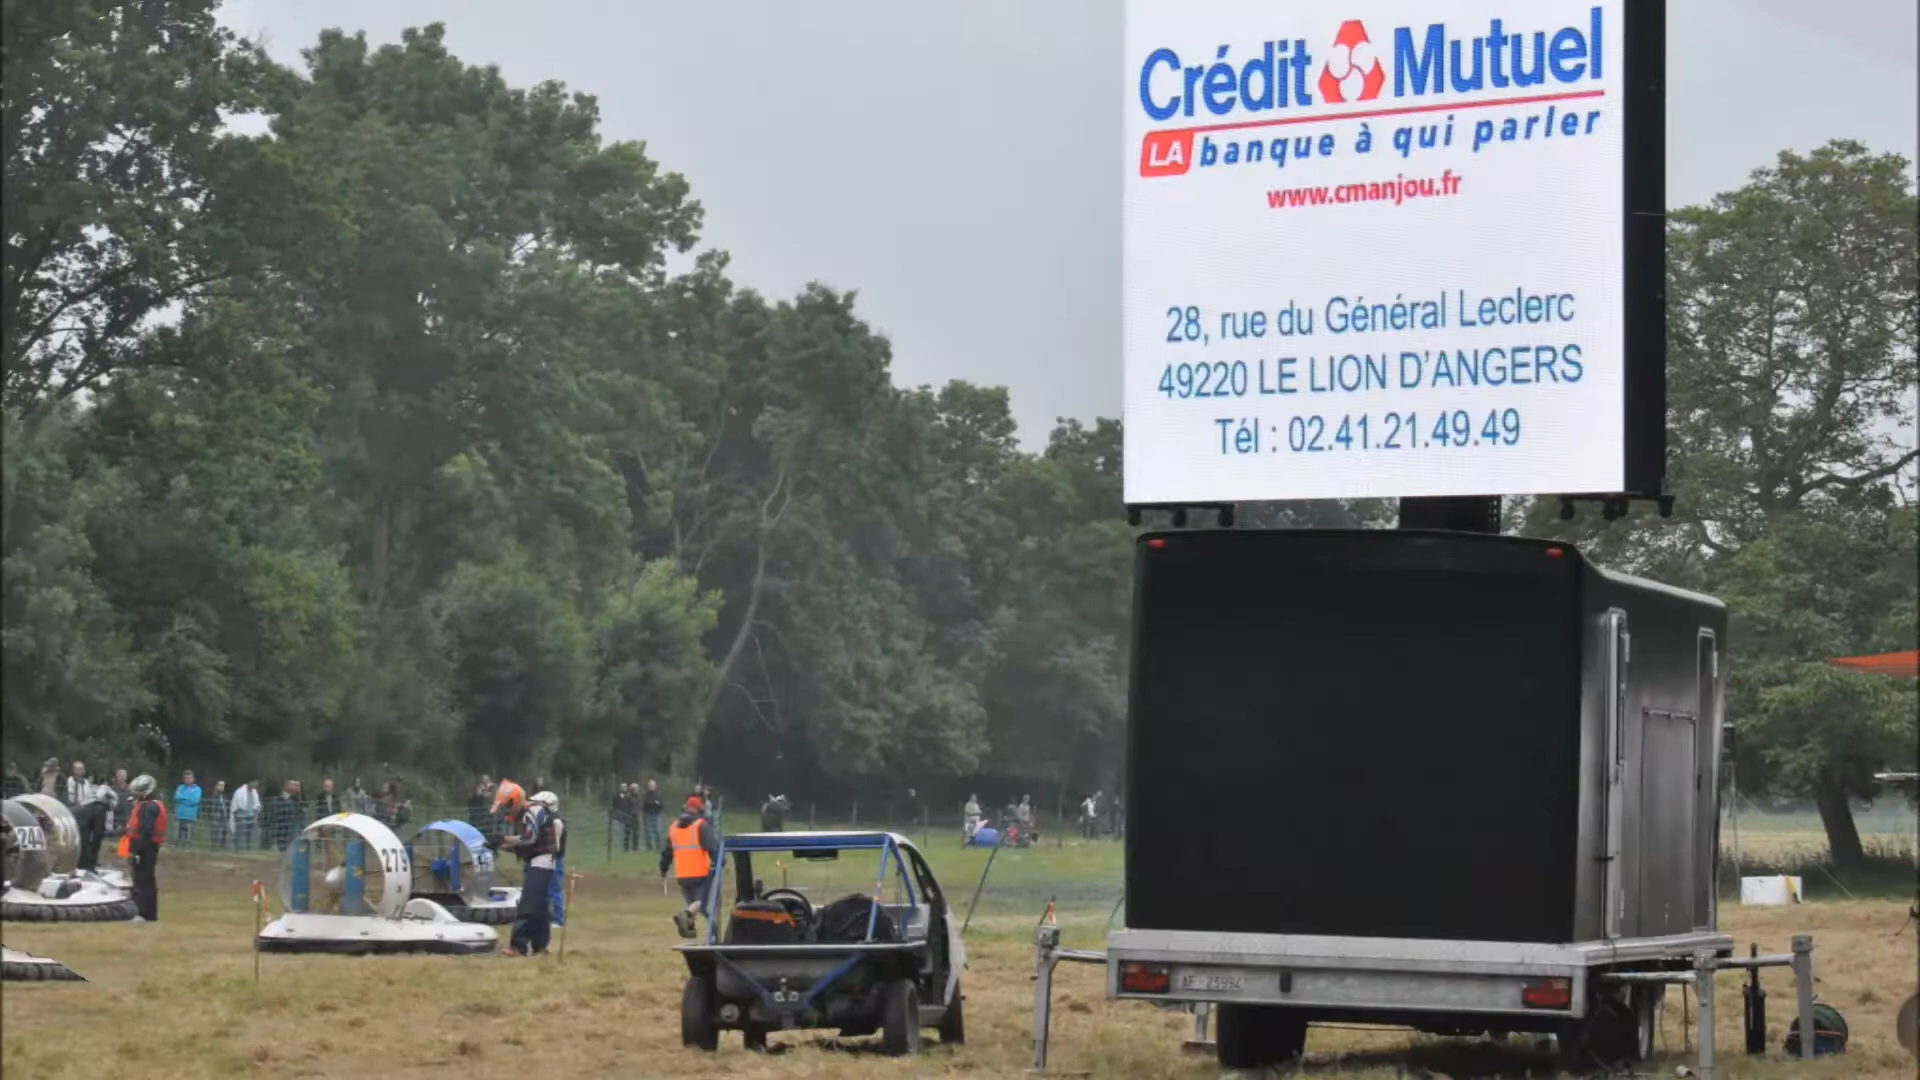 Crédit Mutuel
LA banque à qui parler
www.cmanjou.fr
28, rue du Général Leclerc
49220 LE LION D'ANGERS
Tél : 02.41.21.49.49
244
279